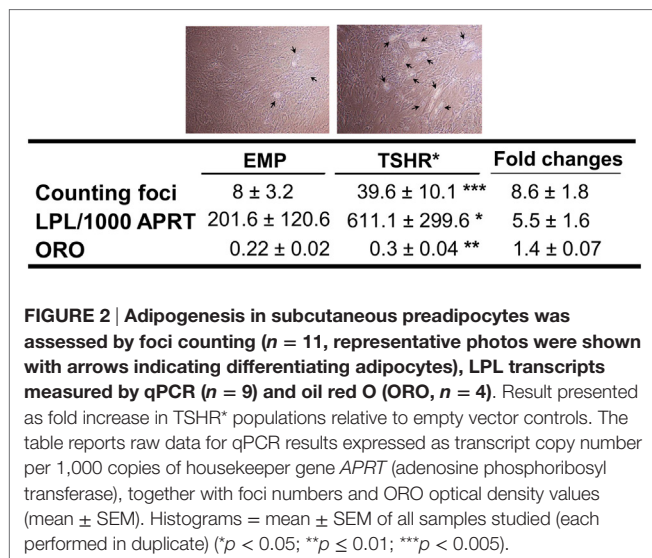 EMP TSHR* Fold changes
Counting foci 8 ± 3.2 39.6 ± 10.1 *** 8.6 ± 1.8
LPL/1000 APRT 201.6 ± 120.6 611.1 ± 299.6 * 5.5 ± 1.6
ORO 0.22 ± 0.02 0.3 ± 0.04 ** 1.4 ± 0.07
FIGURE 2 | Adipogenesis in subcutaneous preadipocytes was
assessed by foci counting (n = 11, representative photos were shown
with arrows indicating differentiating adipocytes), LPL transcripts
measured by qPCR (n = 9) and oil red O (ORO, n = 4). Result presented
as fold increase in TSHR* populations relative to empty vector controls. The
table reports raw data for qPCR results expressed as transcript copy number
per 1,000 copies of housekeeper gene APRT (adenosine phosphoribosyl
transferase), together with foci numbers and ORO optical density values
(mean ± SEM). Histograms = mean ± SEM of all samples studied (each
performed in duplicate) (*p < 0.05; **p ≤ 0.01; ***p < 0.005).